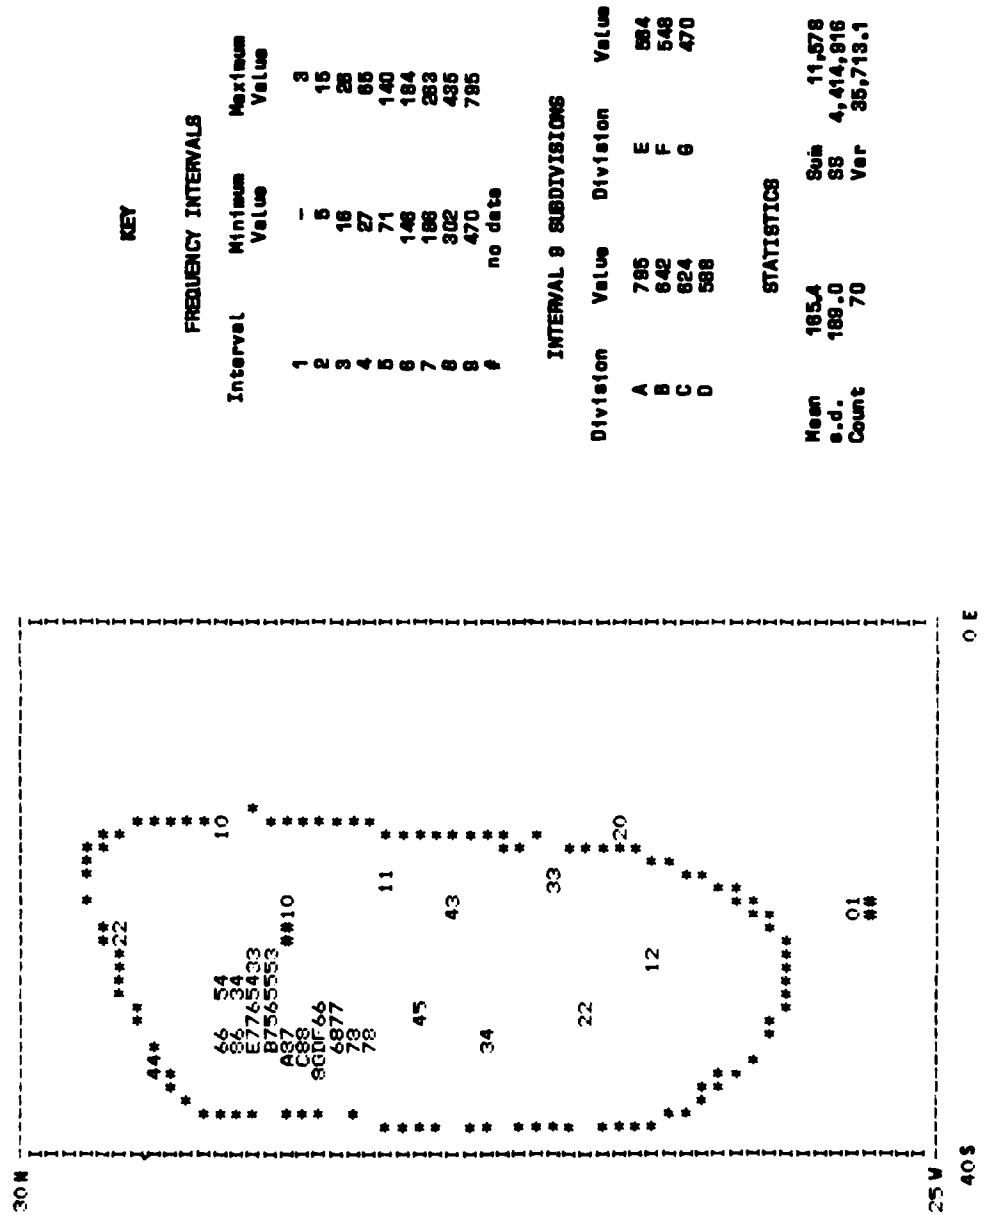 30 N
22
44
66 54 10
86 34
E7765433
B7565553
A87 ##10
C88
8GDF66
6877
78
78
11
45
43
34
33
22
20
12
01
##
25 W
40 S 0 E
KEY
FREQUENCY INTERVALS
Interval Minimum Maximum
Value Value
1 - 3
2 5 15
3 16 26
4 27 65
5 71 140
6 146 184
7 186 263
8 302 435
9 470 795
# no data
INTERVAL 9 SUBDIVISIONS
Division Value Division Value
A 795 E 564
B 642 F 548
C 624 G 470
D 588
STATISTICS
Mean 165.4 Sum 11,578
s.d. 189.0 SS 4,414,916
Count 70 Var 35,713.1